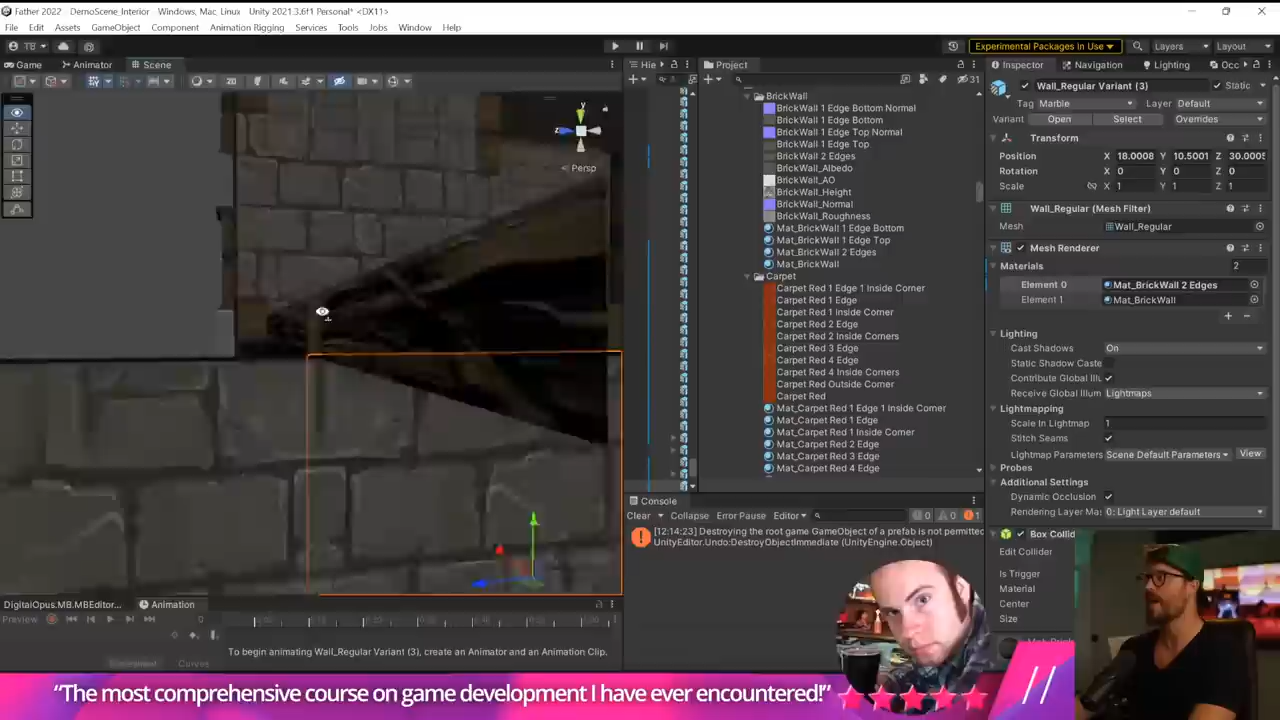 Father 2022 - DemoScene_Interior - Windows, Mac, Linux - Unity 2021.3.6f1 Personal* <DX11>
File Edit Assets GameObject Component Animation Rigging Services Tools Jobs Window Help
TB Experimental Packages In Use Layers Layout
Game Animator Scene
Hie Project
Inspector Navigation Lighting Occ
2D
31
y
z
Persp
BrickWall
BrickWall 1 Edge Bottom Normal
BrickWall 1 Edge Bottom
BrickWall 1 Edge Top Normal
BrickWall 1 Edge Top
BrickWall 2 Edges
BrickWall_Albedo
BrickWall_AO
BrickWall_Height
BrickWall_Normal
BrickWall_Roughness
Mat_BrickWall 1 Edge Bottom
Mat_BrickWall 1 Edge Top
Mat_BrickWall 2 Edges
Mat_BrickWall
Carpet
Carpet Red 1 Edge 1 Inside Corner
Carpet Red 1 Edge
Carpet Red 1 Inside Corner
Carpet Red 2 Edge
Carpet Red 2 Inside Corners
Carpet Red 3 Edge
Carpet Red 4 Edge
Carpet Red 4 Inside Corners
Carpet Red Outside Corner
Carpet Red
Mat_Carpet Red 1 Edge 1 Inside Corner
Mat_Carpet Red 1 Edge
Mat_Carpet Red 1 Inside Corner
Mat_Carpet Red 2 Edge
Mat_Carpet Red 3 Edge
Mat_Carpet Red 4 Edge
Wall_Regular Variant (3) Static
Tag Marble Layer Default
Variant Open Select Overrides
Transform
Position X 18.0008 Y 10.5001 Z 30.0005
Rotation X 0 Y 0 Z 0
Scale X 1 Y 1 Z 1
Wall_Regular (Mesh Filter)
Mesh Wall_Regular
Mesh Renderer
Materials 2
Element 0 Mat_BrickWall 2 Edges
Element 1 Mat_BrickWall
+ −
Lighting
Cast Shadows On
Static Shadow Caste
Contribute Global Illu
Receive Global Illum Lightmaps
Lightmapping
Scale In Lightmap 1
Stitch Seams
Lightmap Parameters Scene Default Parameters View
Probes
Additional Settings
Dynamic Occlusion
Rendering Layer Ma: 0: Light Layer default
Box Collid
Edit Collider
Is Trigger
Material
Center
Size
Console
Clear Collapse Error Pause Editor 0 0 1
[12:14:23] Destroying the root game GameObject of a prefab is not permitted
UnityEditor.Undo:DestroyObjectImmediate (UnityEngine.Object)
DigitalOpus.MB.MBEditor... Animation
Preview 0
To begin animating Wall_Regular Variant (3), create an Animator and an Animation Clip.
Dopesheet Curves
“The most comprehensive course on game development I have ever encountered!” //